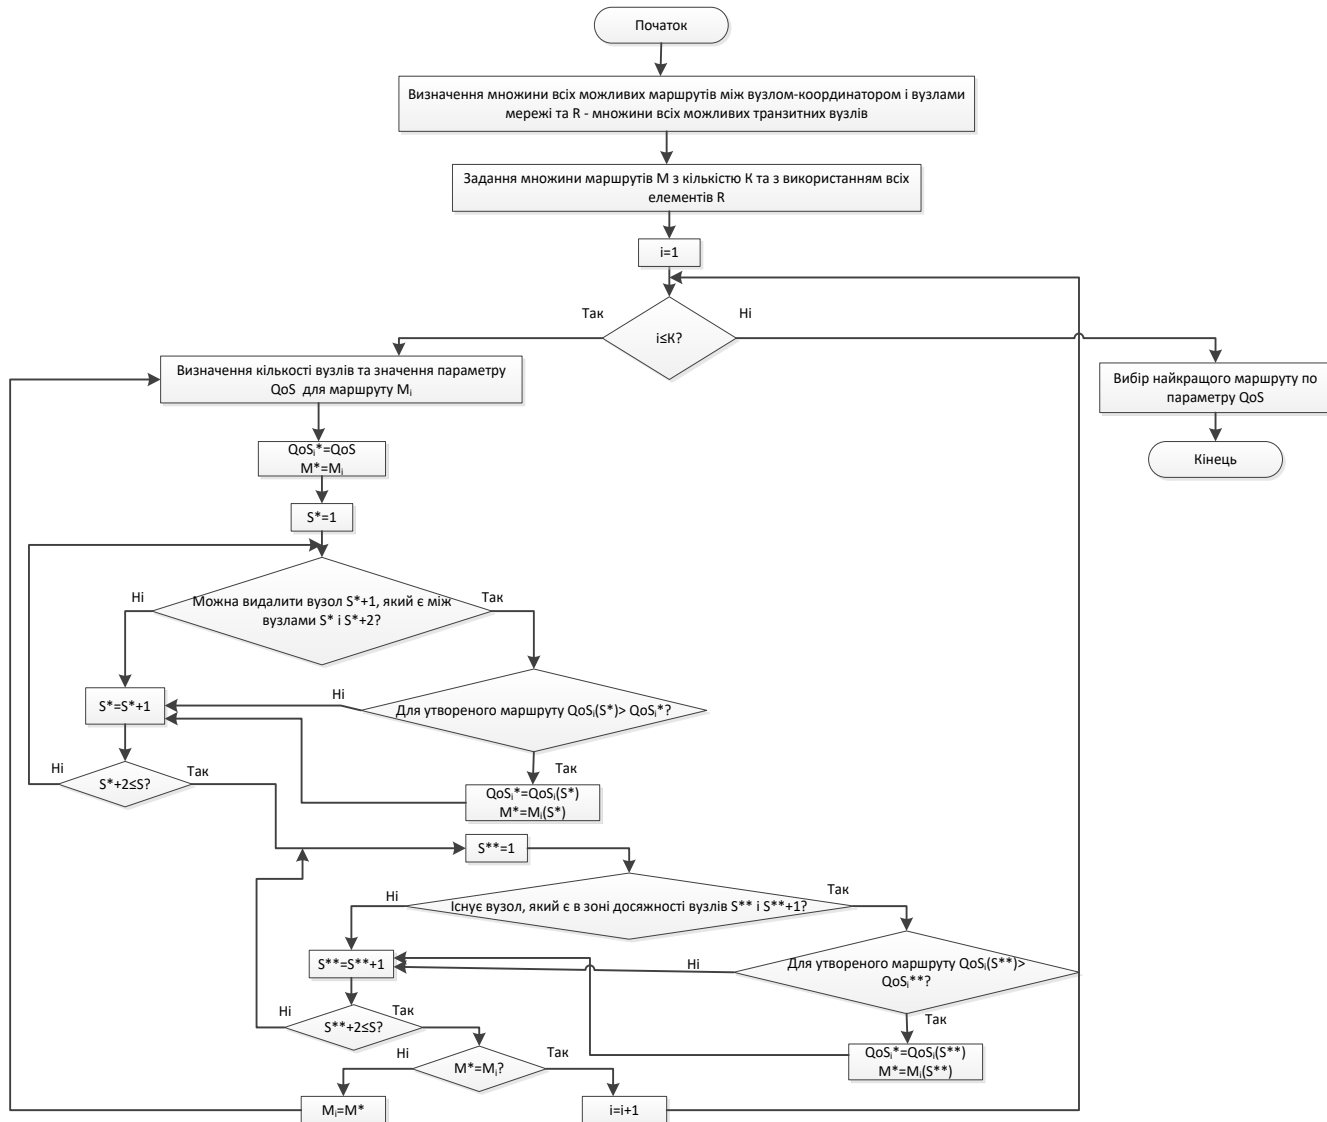 Початок
Визначення множини всіх можливих маршрутів між вузлом-координатором і вузлами
мережі та R - множини всіх можливих транзитних вузлів
Задання множини маршрутів М з кількістю К та з використанням всіх
елементів R
i=1
Так
Ні
i≤K?
Визначення кількості вузлів та значення параметру
QoS для маршруту Mᵢ
Вибір найкращого маршруту по
параметру QoS
QoSᵢ*=QoS
M*=Mᵢ
Кінець
S*=1
Ні
Можна видалити вузол S*+1, який є між
вузлами S* і S*+2?
Так
Ні
S*=S*+1
Для утвореного маршруту QoSᵢ(S*)> QoSᵢ*?
Ні
S*+2≤S?
Так
Так
QoSᵢ*=QoSᵢ(S*)
M*=Mᵢ(S*)
S**=1
Ні
Існує вузол, який є в зоні досяжності вузлів S** і S**+1?
Так
S**=S**+1
Ні
Для утвореного маршруту QoSᵢ(S**)>
QoSᵢ**?
Ні
S**+2≤S?
Так
Так
QoSᵢ*=QoSᵢ(S**)
M*=Mᵢ(S**)
Ні
M*=Mᵢ?
Так
Mᵢ=M*
i=i+1